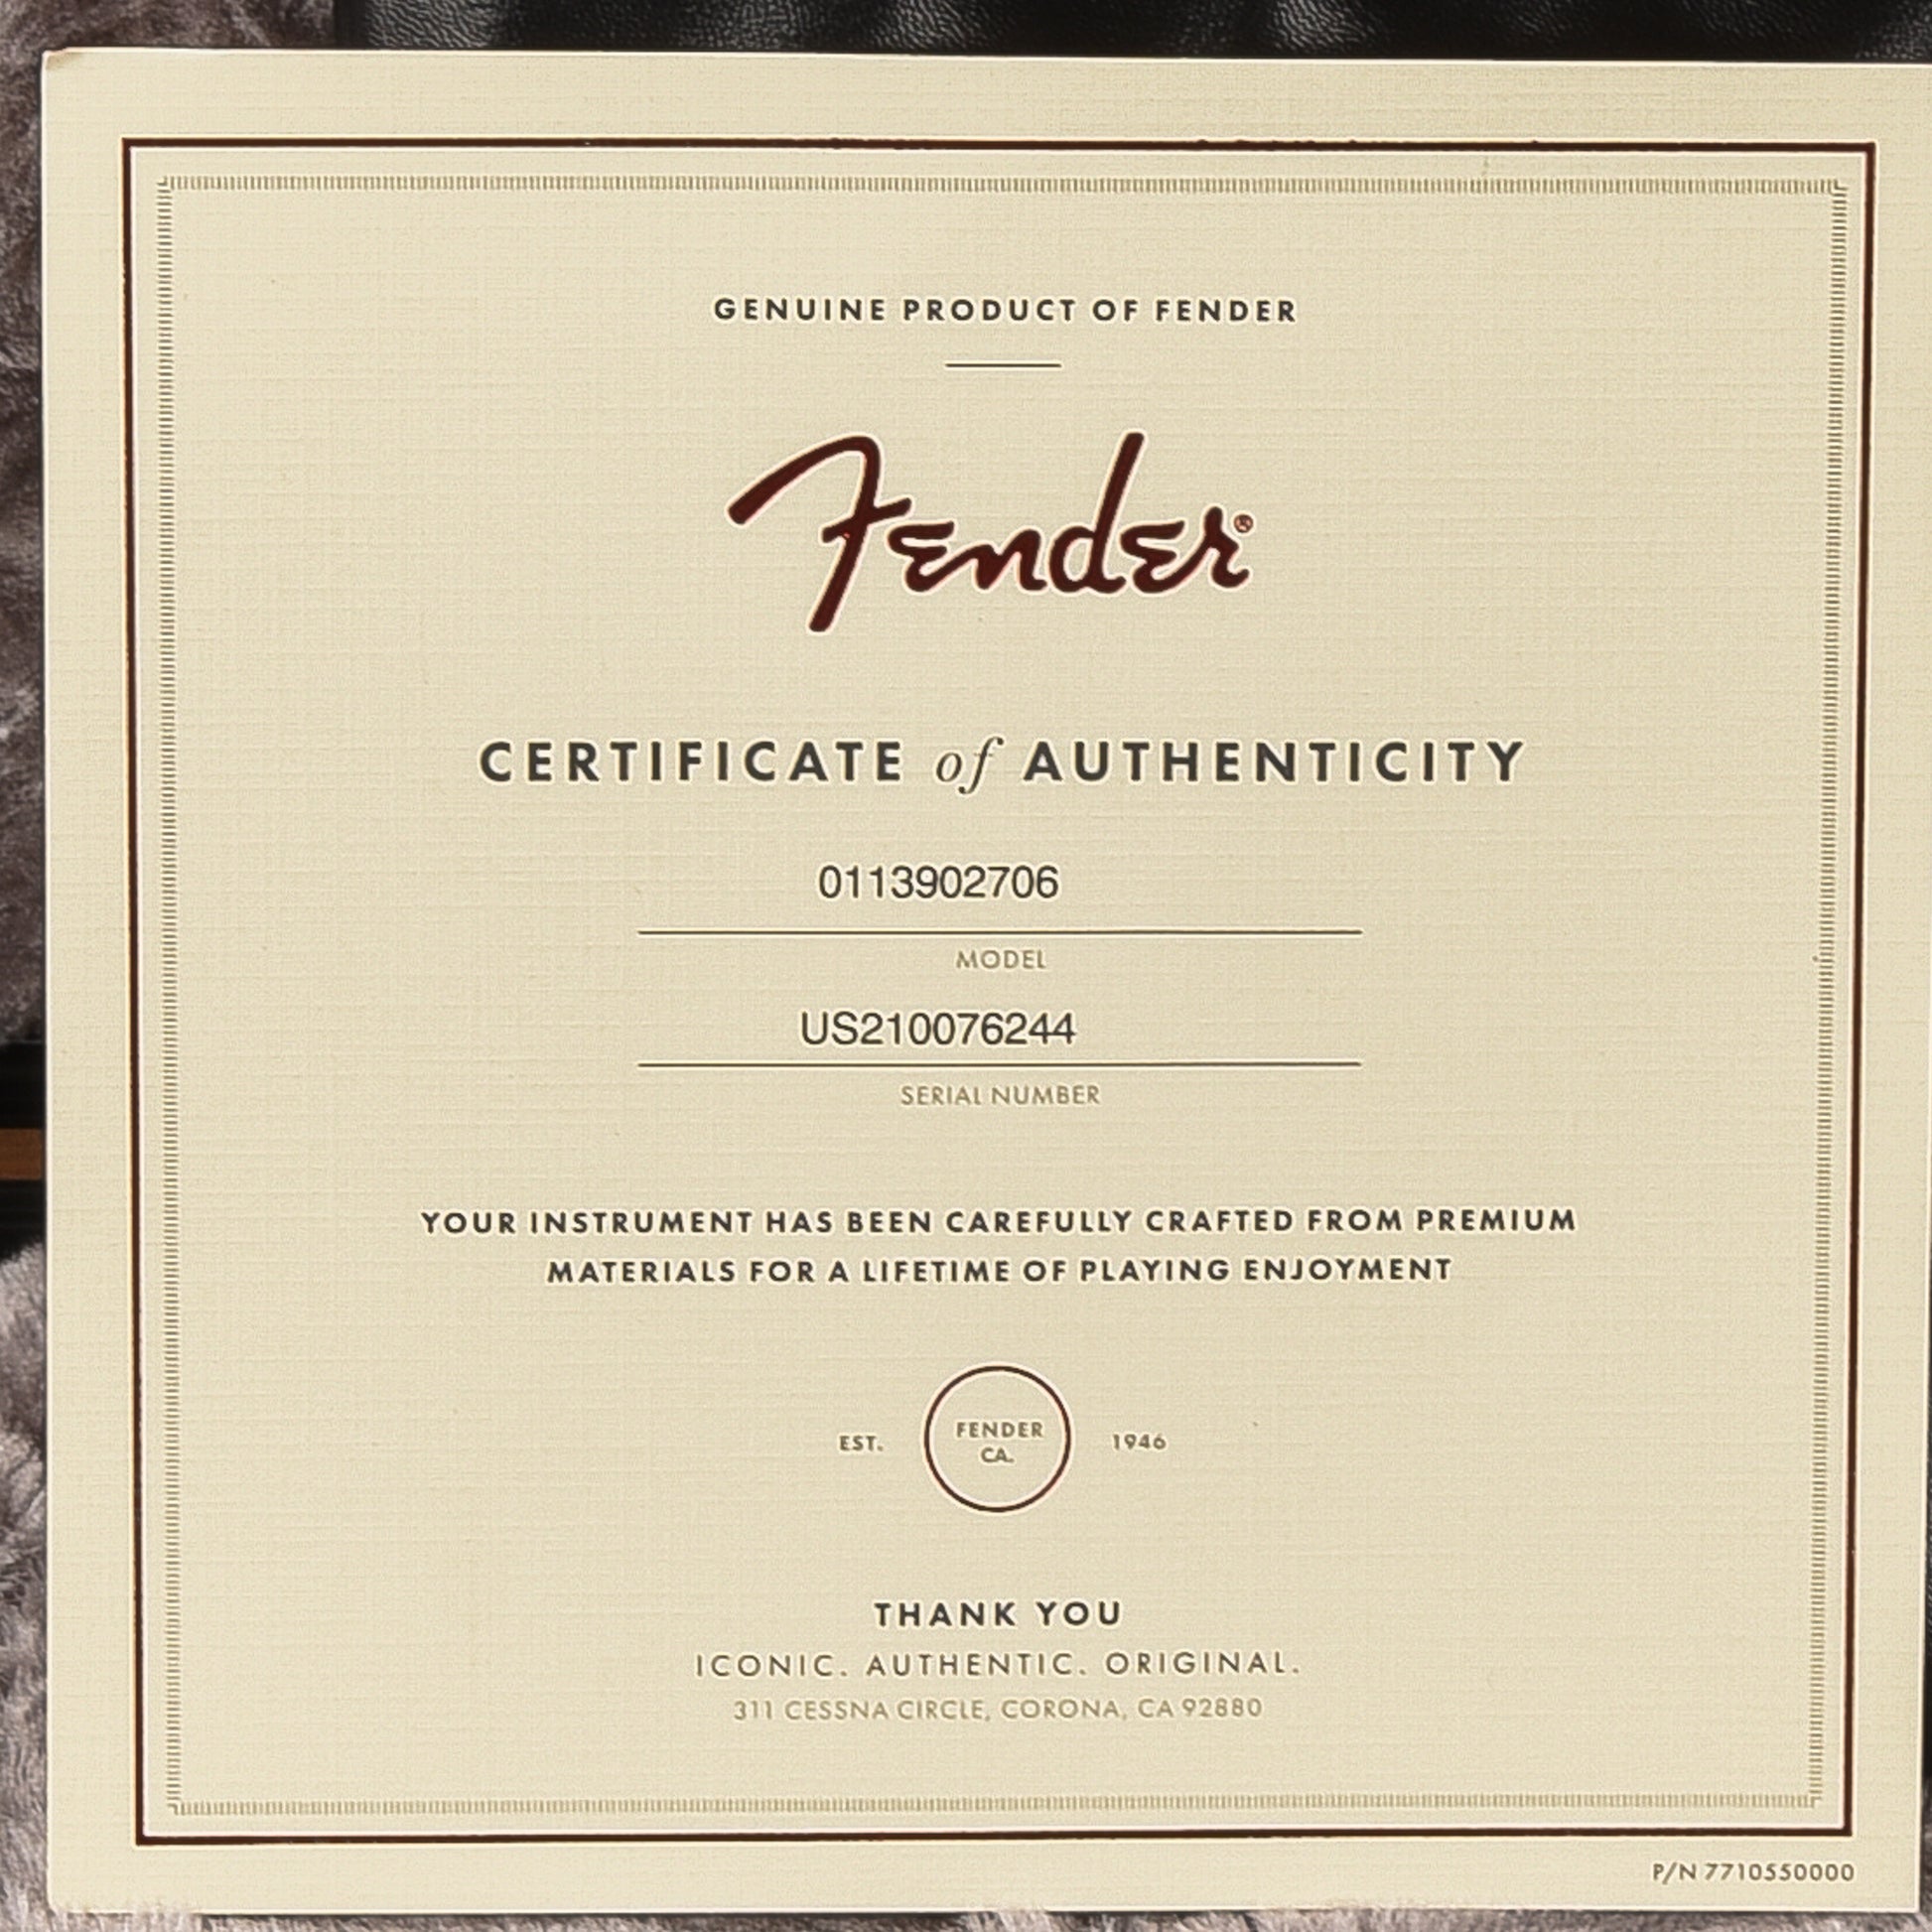 GENUINE PRODUCT OF FENDER
Fender®
CERTIFICATE of AUTHENTICITY
0113902706
MODEL
US210076244
SERIAL NUMBER
YOUR INSTRUMENT HAS BEEN CAREFULLY CRAFTED FROM PREMIUM
MATERIALS FOR A LIFETIME OF PLAYING ENJOYMENT
EST. FENDER CA. 1946
THANK YOU
ICONIC. AUTHENTIC. ORIGINAL.
311 CESSNA CIRCLE, CORONA, CA 92880
P/N 7710550000